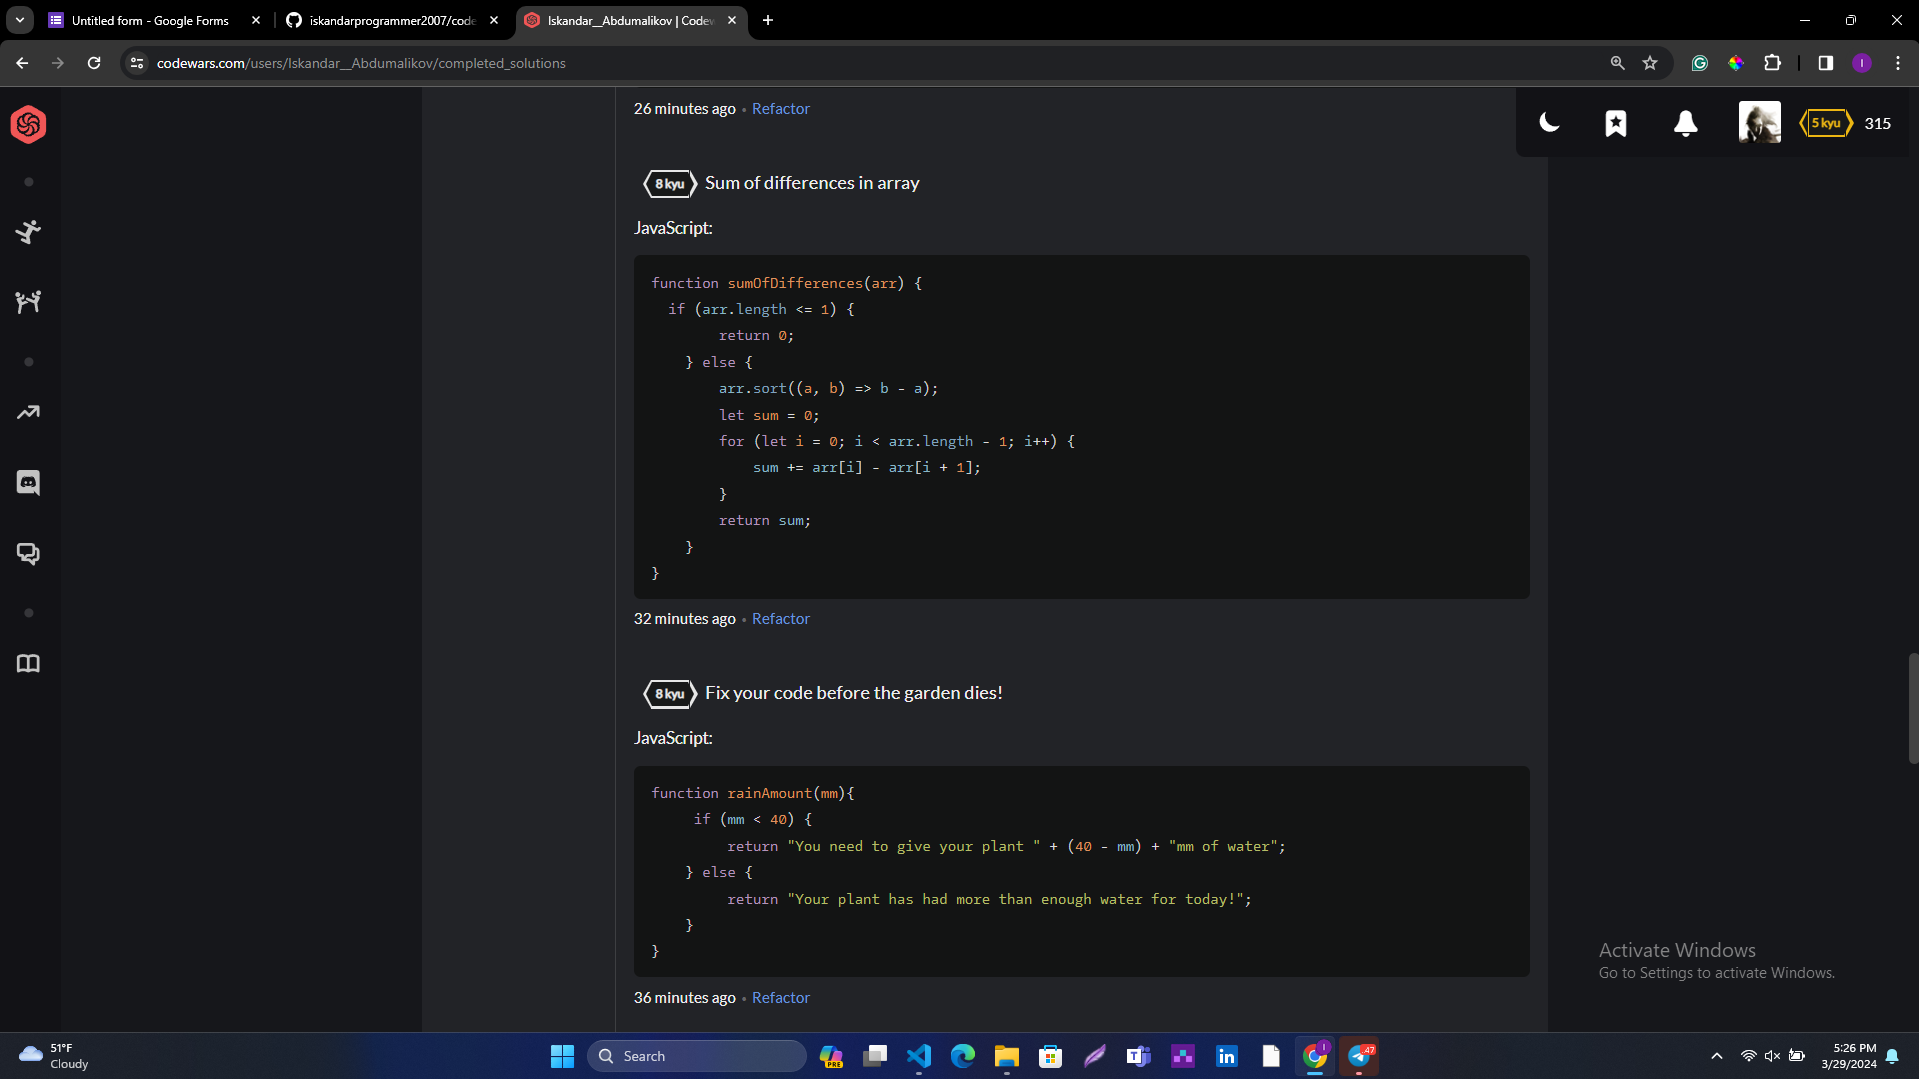 Untitled form - Google Forms
iskandarprogrammer2007/code
Iskandar__Abdumalikov | Codew
codewars.com/users/Iskandar__Abdumalikov/completed_solutions
I
26 minutes ago • Refactor
5 kyu 315
8 kyu Sum of differences in array
JavaScript:
function sumOfDifferences(arr) {
if (arr.length <= 1) {
return 0;
} else {
arr.sort((a, b) => b - a);
let sum = 0;
for (let i = 0; i < arr.length - 1; i++) {
sum += arr[i] - arr[i + 1];
}
return sum;
}
}
32 minutes ago • Refactor
8 kyu Fix your code before the garden dies!
JavaScript:
function rainAmount(mm){
if (mm < 40) {
return "You need to give your plant " + (40 - mm) + "mm of water";
} else {
return "Your plant has had more than enough water for today!";
}
}
36 minutes ago • Refactor
Activate Windows
Go to Settings to activate Windows.
51°F
Cloudy
Search
PRE
47
5:26 PM
3/29/2024